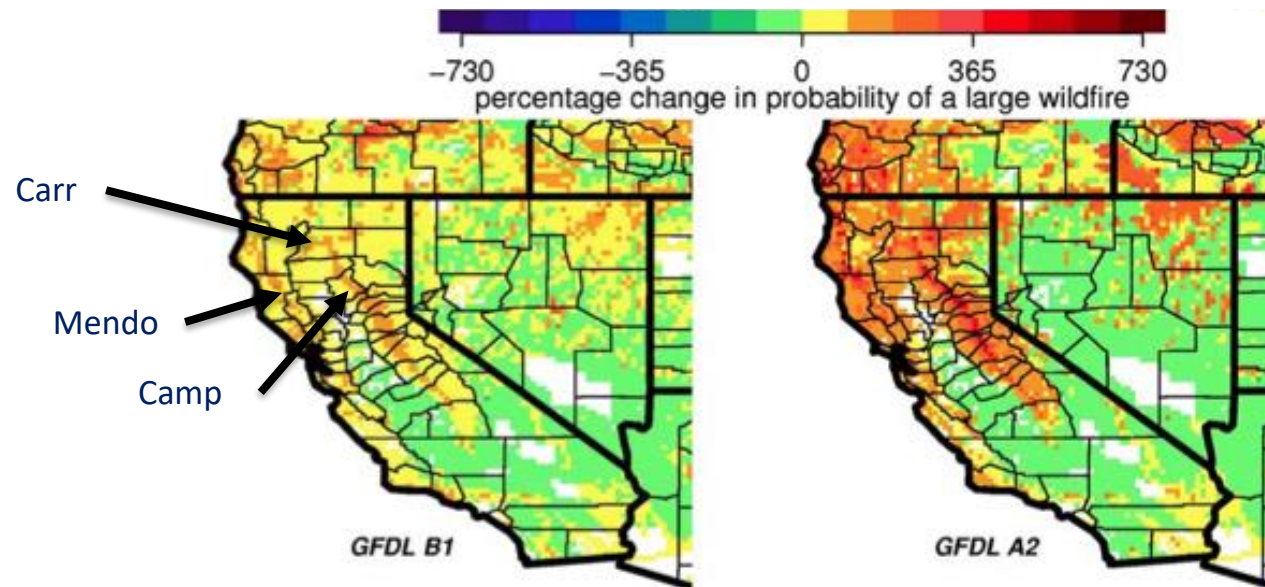 −730 −365 0 365 730
percentage change in probability of a large wildfire
Carr
Mendo
Camp
GFDL B1 GFDL A2